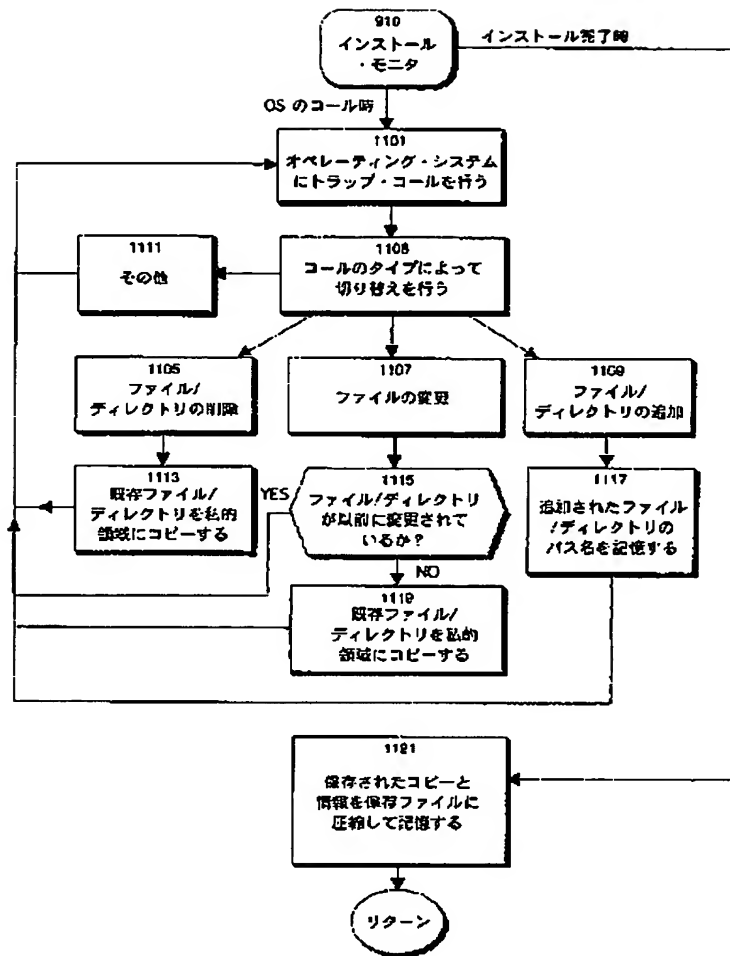 910
インストール
・モニタ
インストール完了時
OS のコール時
1101
オペレーティング・システム
にトラップ・コールを行う
1111
その他
1103
コールのタイプによって
切り替えを行う
1105
ファイル/
ディレクトリの削除
1107
ファイルの変更
1109
ファイル/
ディレクトリの追加
1113
既存ファイル/
ディレクトリを私的
領域にコピーする
YES
1115
ファイル/ディレクトリ
が以前に変更されて
いるか?
1117
追加されたファイル
/ディレクトリの
パス名を記憶する
NO
1119
既存ファイル/
ディレクトリを私的
領域にコピーする
1121
保存されたコピーと
情報を保存ファイルに
圧縮して記憶する
リターン